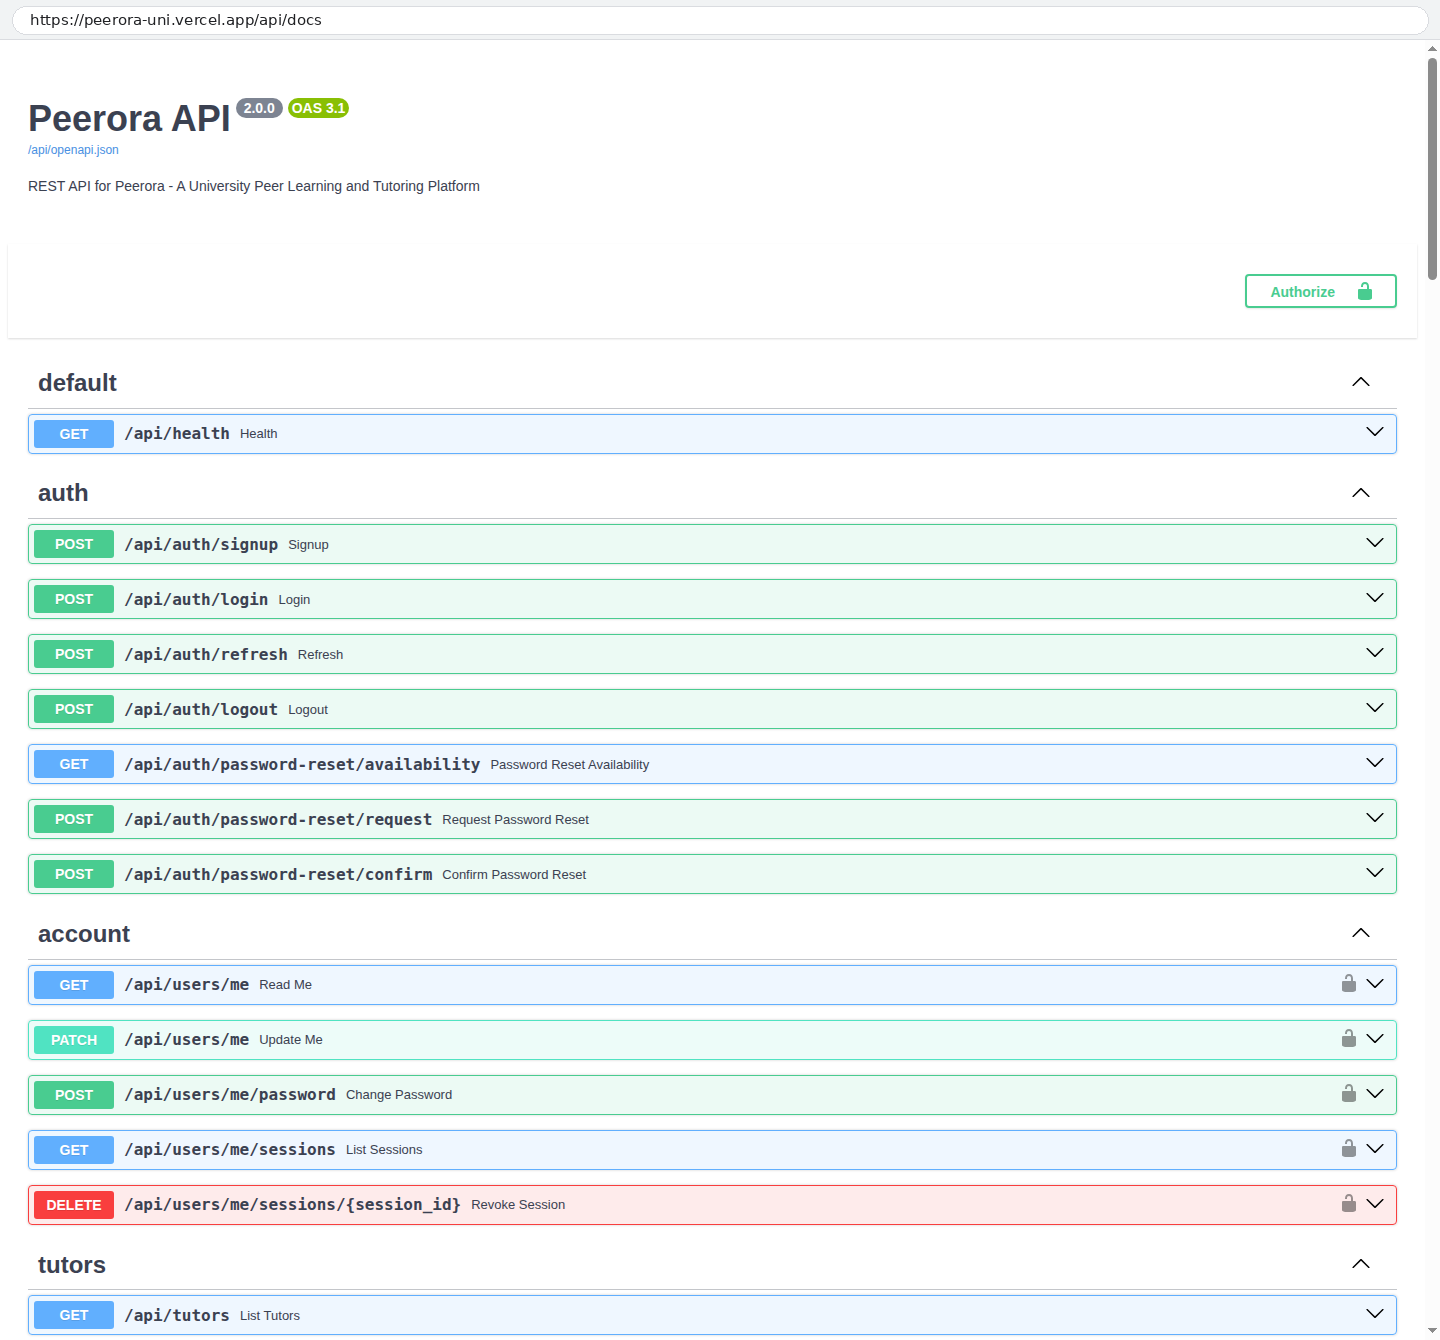 https://peerora-uni.vercel.app/api/docs
Peerora API 2.0.0 OAS 3.1
/api/openapi.json
REST API for Peerora - A University Peer Learning and Tutoring Platform
Authorize
default
GET /api/health Health
auth
POST /api/auth/signup Signup
POST /api/auth/login Login
POST /api/auth/refresh Refresh
POST /api/auth/logout Logout
GET /api/auth/password-reset/availability Password Reset Availability
POST /api/auth/password-reset/request Request Password Reset
POST /api/auth/password-reset/confirm Confirm Password Reset
account
GET /api/users/me Read Me
PATCH /api/users/me Update Me
POST /api/users/me/password Change Password
GET /api/users/me/sessions List Sessions
DELETE /api/users/me/sessions/{session_id} Revoke Session
tutors
GET /api/tutors List Tutors